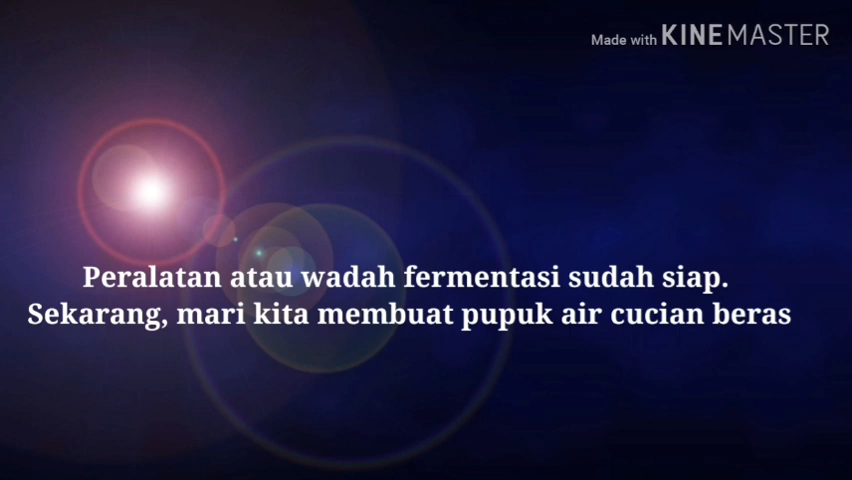 Made with KINEMASTER
Peralatan atau wadah fermentasi sudah siap.
Sekarang, mari kita membuat pupuk air cucian beras